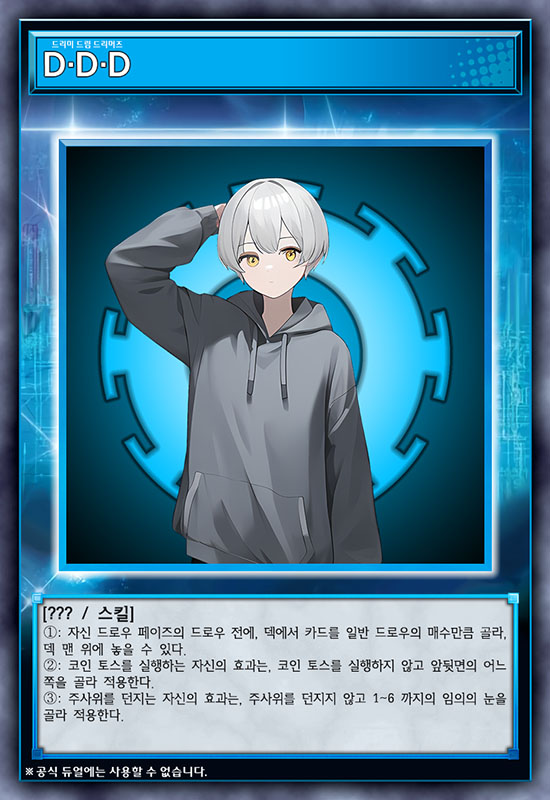 드리머 드림 드리머즈
D·D·D
[??? / 스킬]
①: 자신 드로우 페이즈의 드로우 전에, 덱에서 카드를 일반 드로우의 매수만큼 골라,
덱 맨 위에 놓을 수 있다.
②: 코인 토스를 실행하는 자신의 효과는, 코인 토스를 실행하지 않고 앞뒷면의 어느
쪽을 골라 적용한다.
③: 주사위를 던지는 자신의 효과는, 주사위를 던지지 않고 1~6 까지의 임의의 눈을
골라 적용한다.
※ 공식 듀얼에는 사용할 수 없습니다.